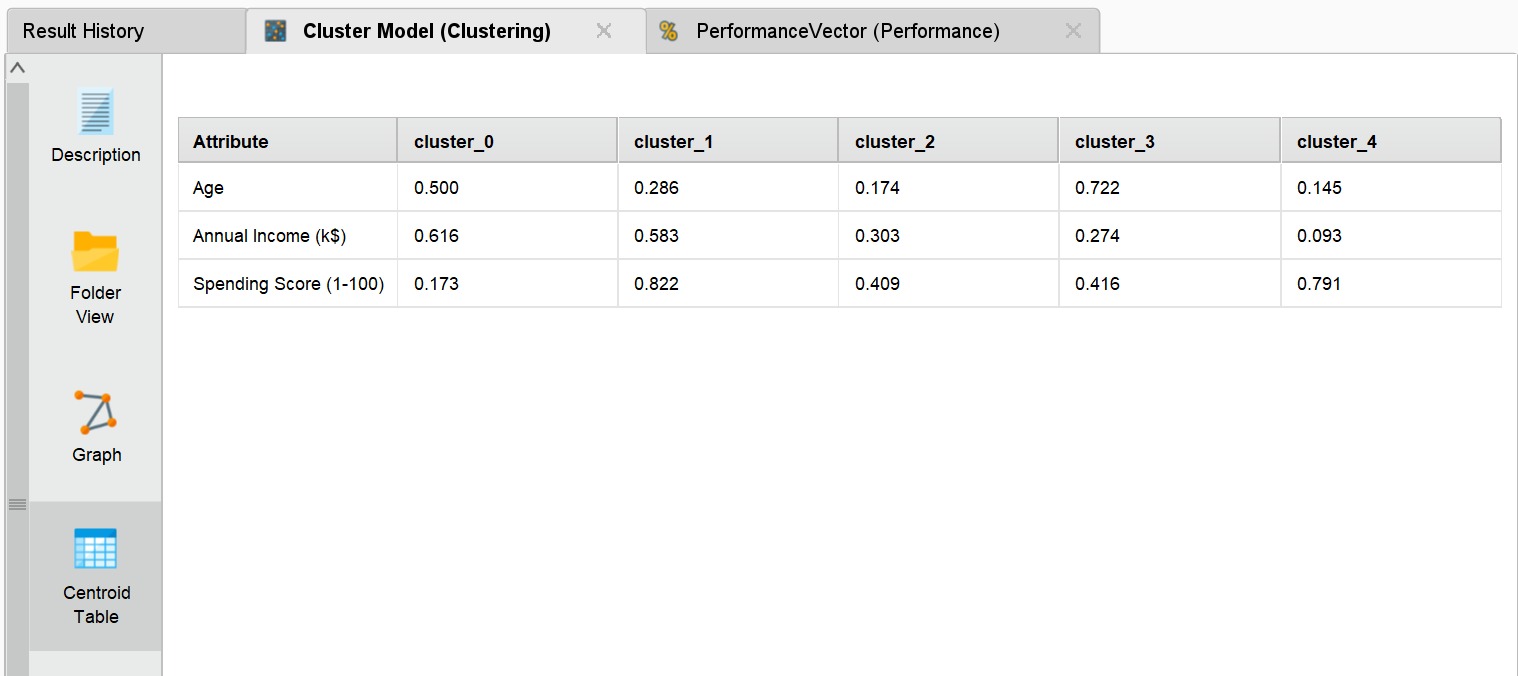 Result History
Cluster Model (Clustering)
PerformanceVector (Performance)
Description
Folder
View
Graph
Centroid
Table
Attribute cluster_0 cluster_1 cluster_2 cluster_3 cluster_4
Age 0.500 0.286 0.174 0.722 0.145
Annual Income (k$) 0.616 0.583 0.303 0.274 0.093
Spending Score (1-100) 0.173 0.822 0.409 0.416 0.791